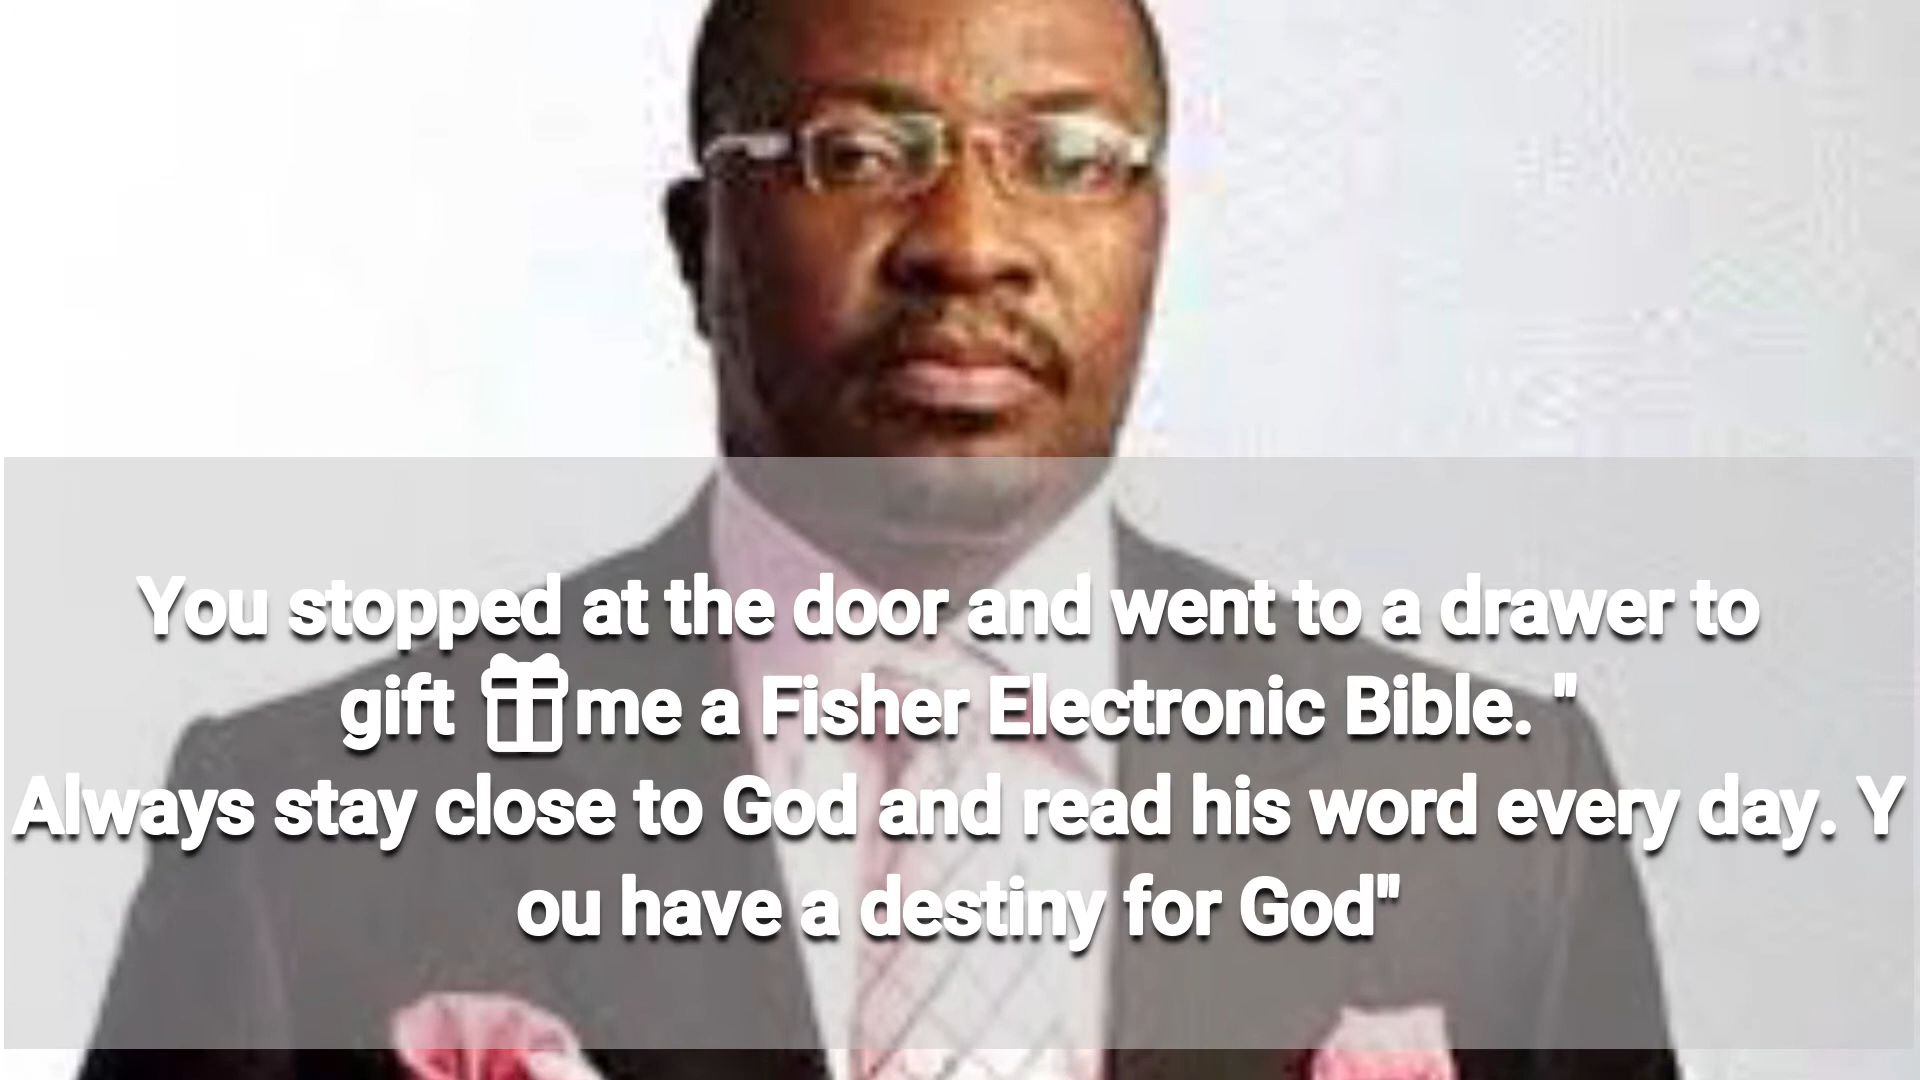 You stopped at the door and went to a drawer to
gift 🎁me a Fisher Electronic Bible. "
Always stay close to God and read his word every day. Y
ou have a destiny for God"